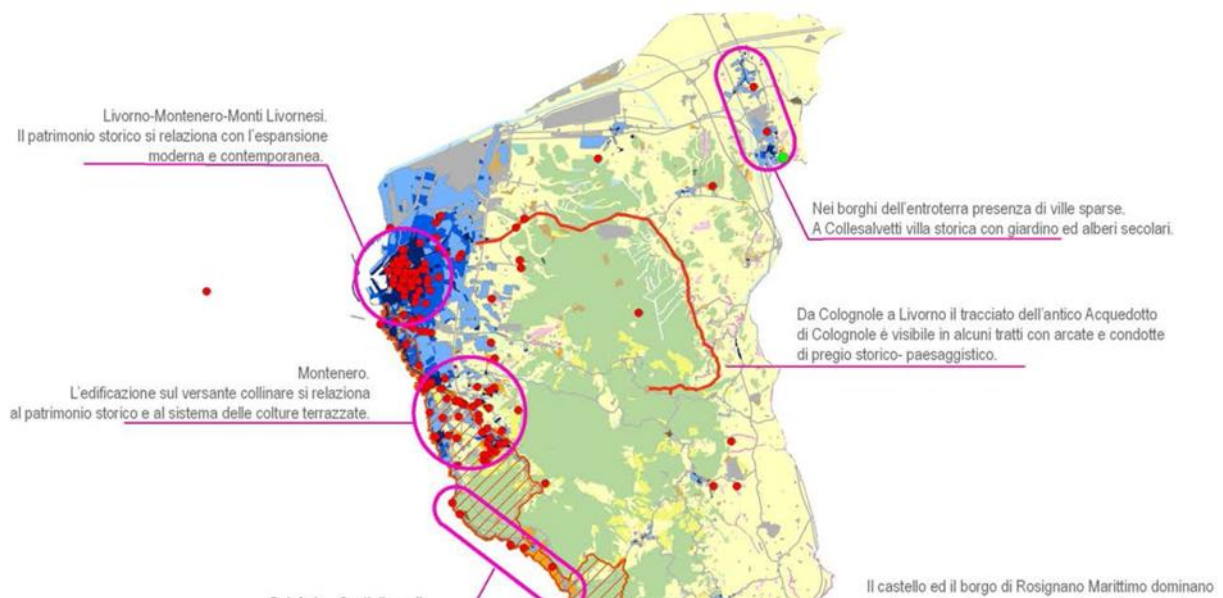 Livorno-Montenero-Monti Livornesi.
Il patrimonio storico si relaziona con l'espansione
moderna e contemporanea.
Nei borghi dell'entroterra presenza di ville sparse.
A Collesalvetti villa storica con giardino ed alberi secolari.
Da Colognole a Livorno il tracciato dell'antico Acquedotto
di Colognole è visibile in alcuni tratti con arcate e condotte
di pregio storico- paesaggistico.
Montenero.
L'edificazione sul versante collinare si relaziona
al patrimonio storico e al sistema delle colture terrazzate.
Il castello ed il borgo di Rosignano Marittimo dominano